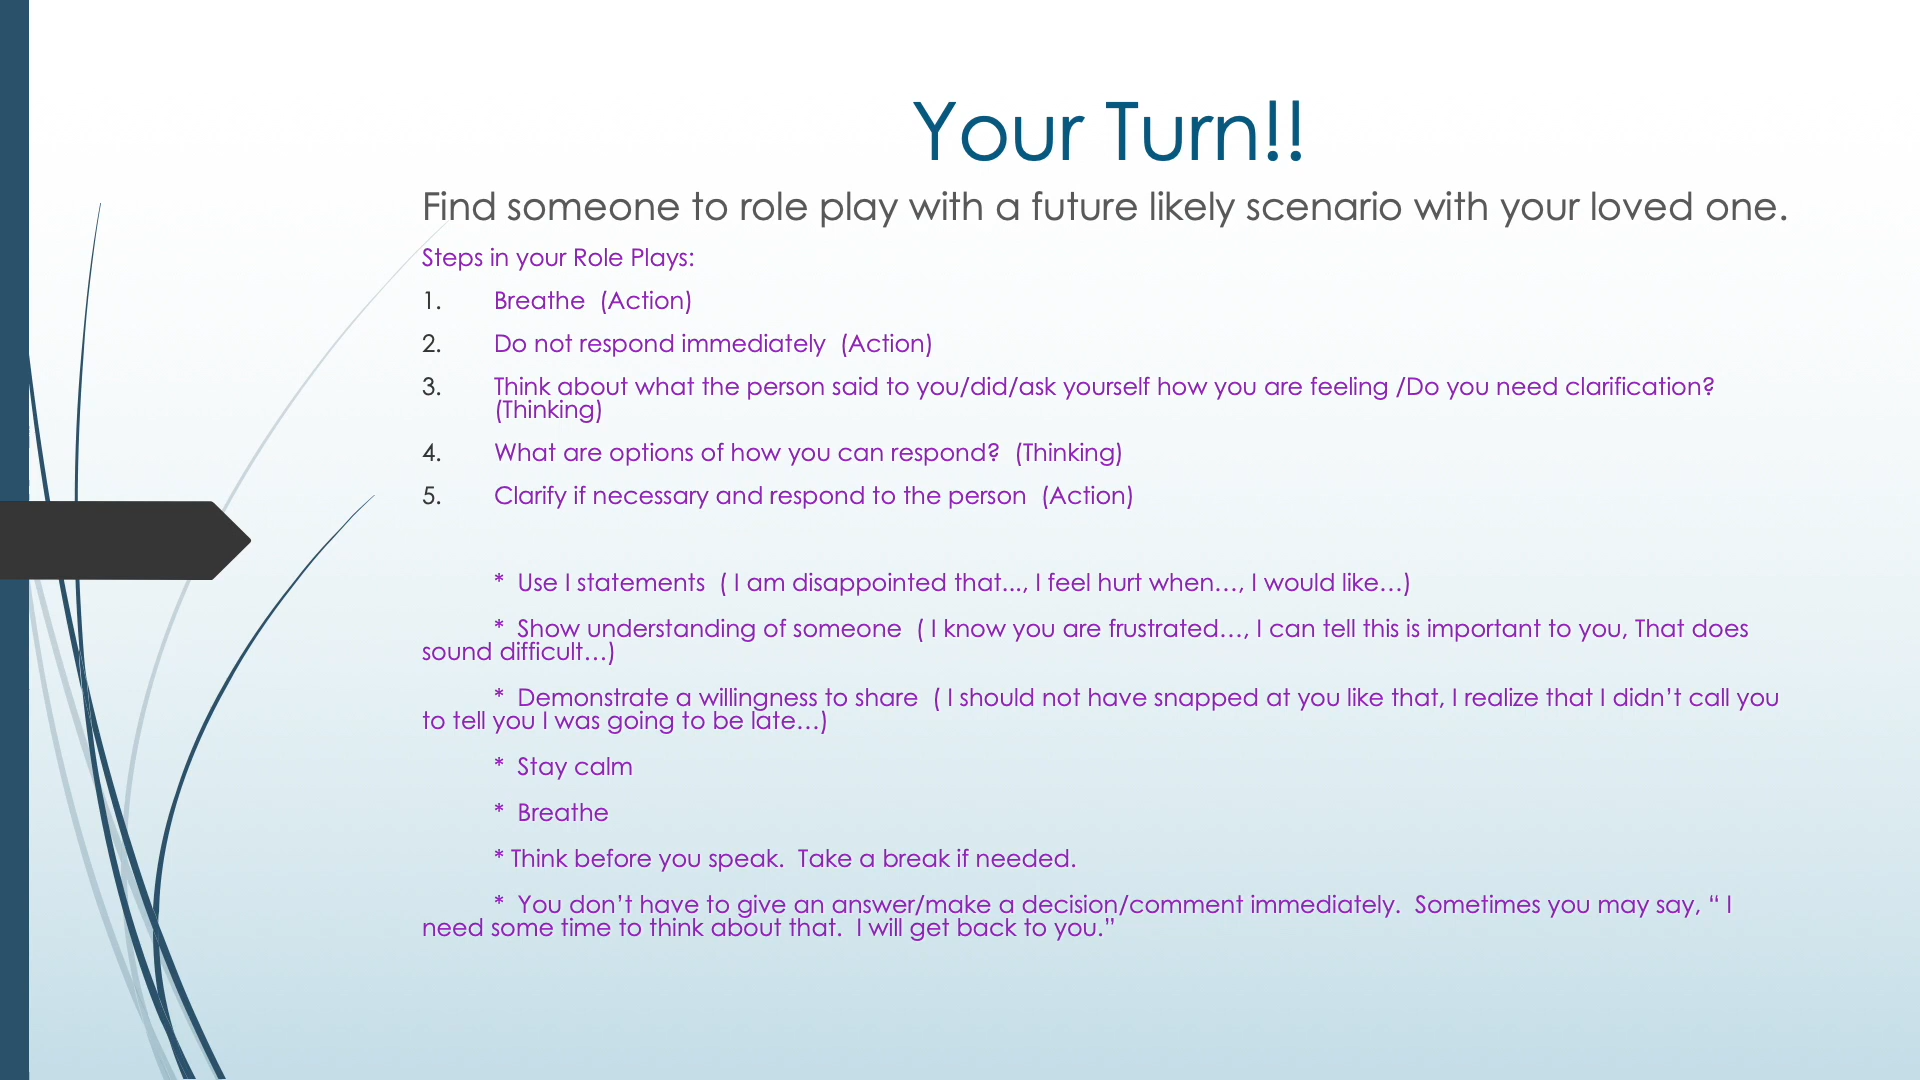 Your Turn!!
Find someone to role play with a future likely scenario with your loved one.
Steps in your Role Plays:
1. Breathe  (Action)
2. Do not respond immediately  (Action)
3. Think about what the person said to you/did/ask yourself how you are feeling /Do you need clarification?
(Thinking)
4. What are options of how you can respond?  (Thinking)
5. Clarify if necessary and respond to the person  (Action)
*  Use I statements  ( I am disappointed that..., I feel hurt when…, I would like…)
*  Show understanding of someone  ( I know you are frustrated…, I can tell this is important to you, That does
sound difficult…)
*  Demonstrate a willingness to share  ( I should not have snapped at you like that, I realize that I didn’t call you
to tell you I was going to be late…)
*  Stay calm
*  Breathe
* Think before you speak.  Take a break if needed.
*  You don’t have to give an answer/make a decision/comment immediately.  Sometimes you may say, “ I
need some time to think about that.  I will get back to you.”